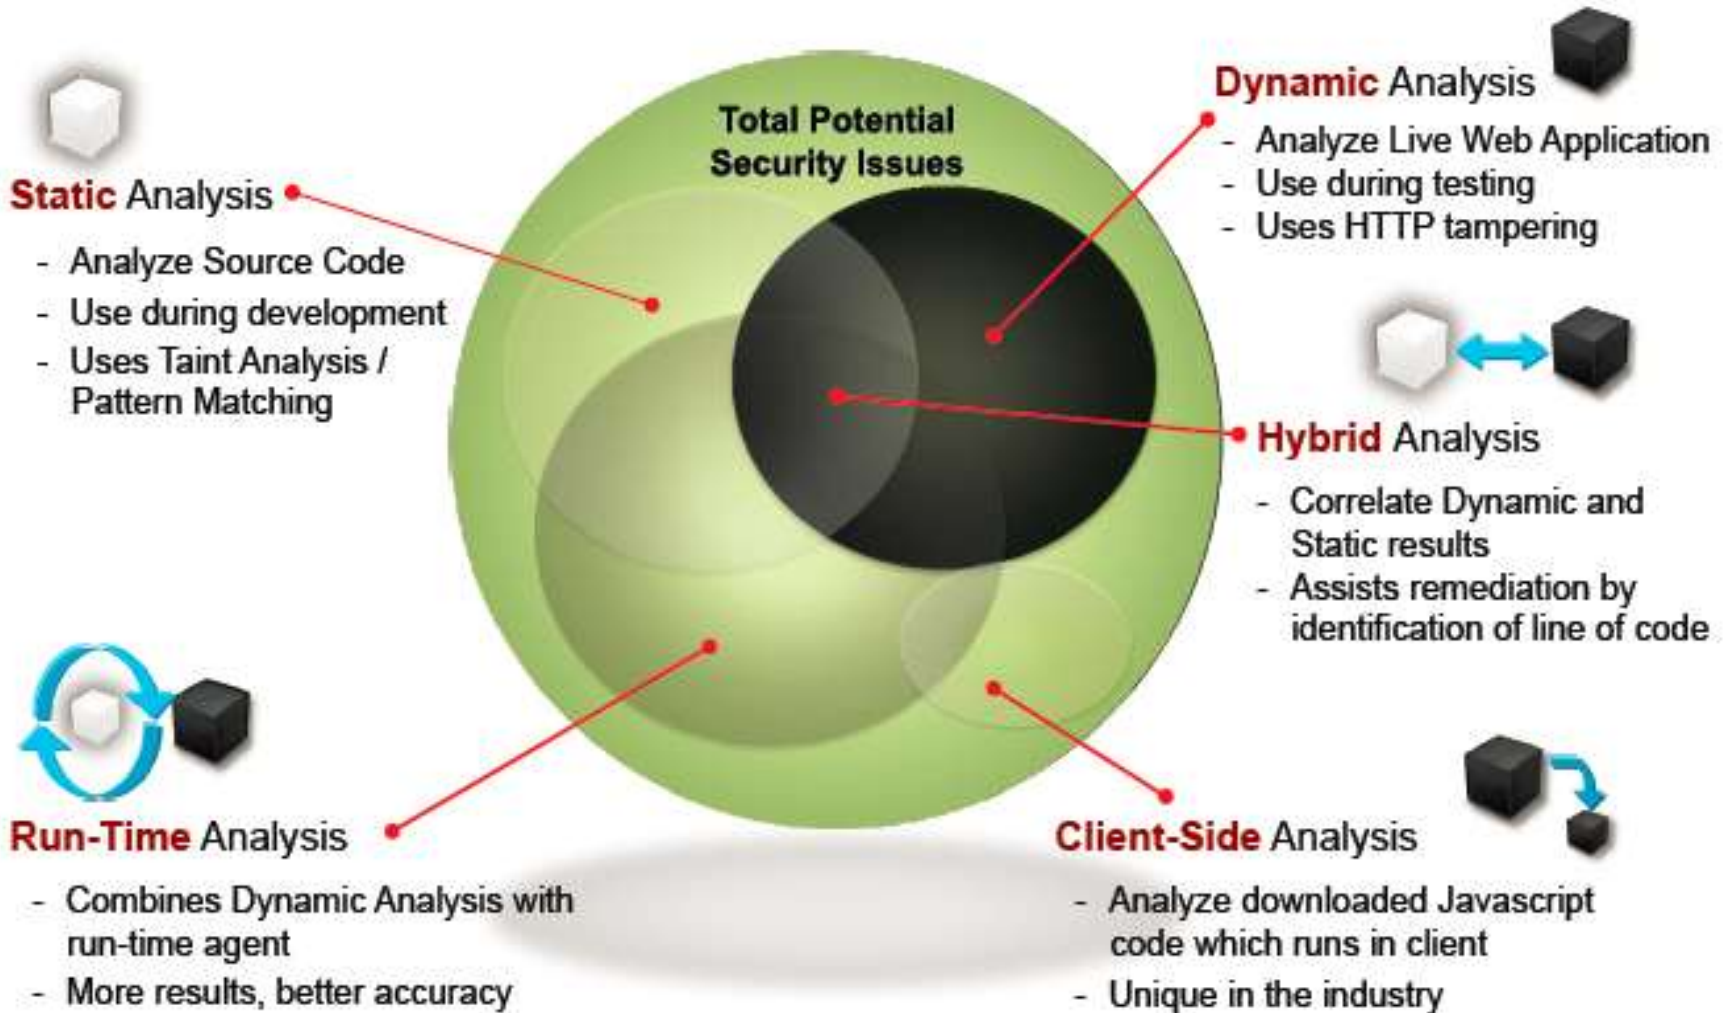 Total Potential
Security Issues
Static Analysis
- Analyze Source Code
- Use during development
- Uses Taint Analysis /
Pattern Matching
Dynamic Analysis
- Analyze Live Web Application
- Use during testing
- Uses HTTP tampering
Hybrid Analysis
- Correlate Dynamic and
Static results
- Assists remediation by
identification of line of code
Run-Time Analysis
- Combines Dynamic Analysis with
run-time agent
- More results, better accuracy
Client-Side Analysis
- Analyze downloaded Javascript
code which runs in client
- Unique in the industry